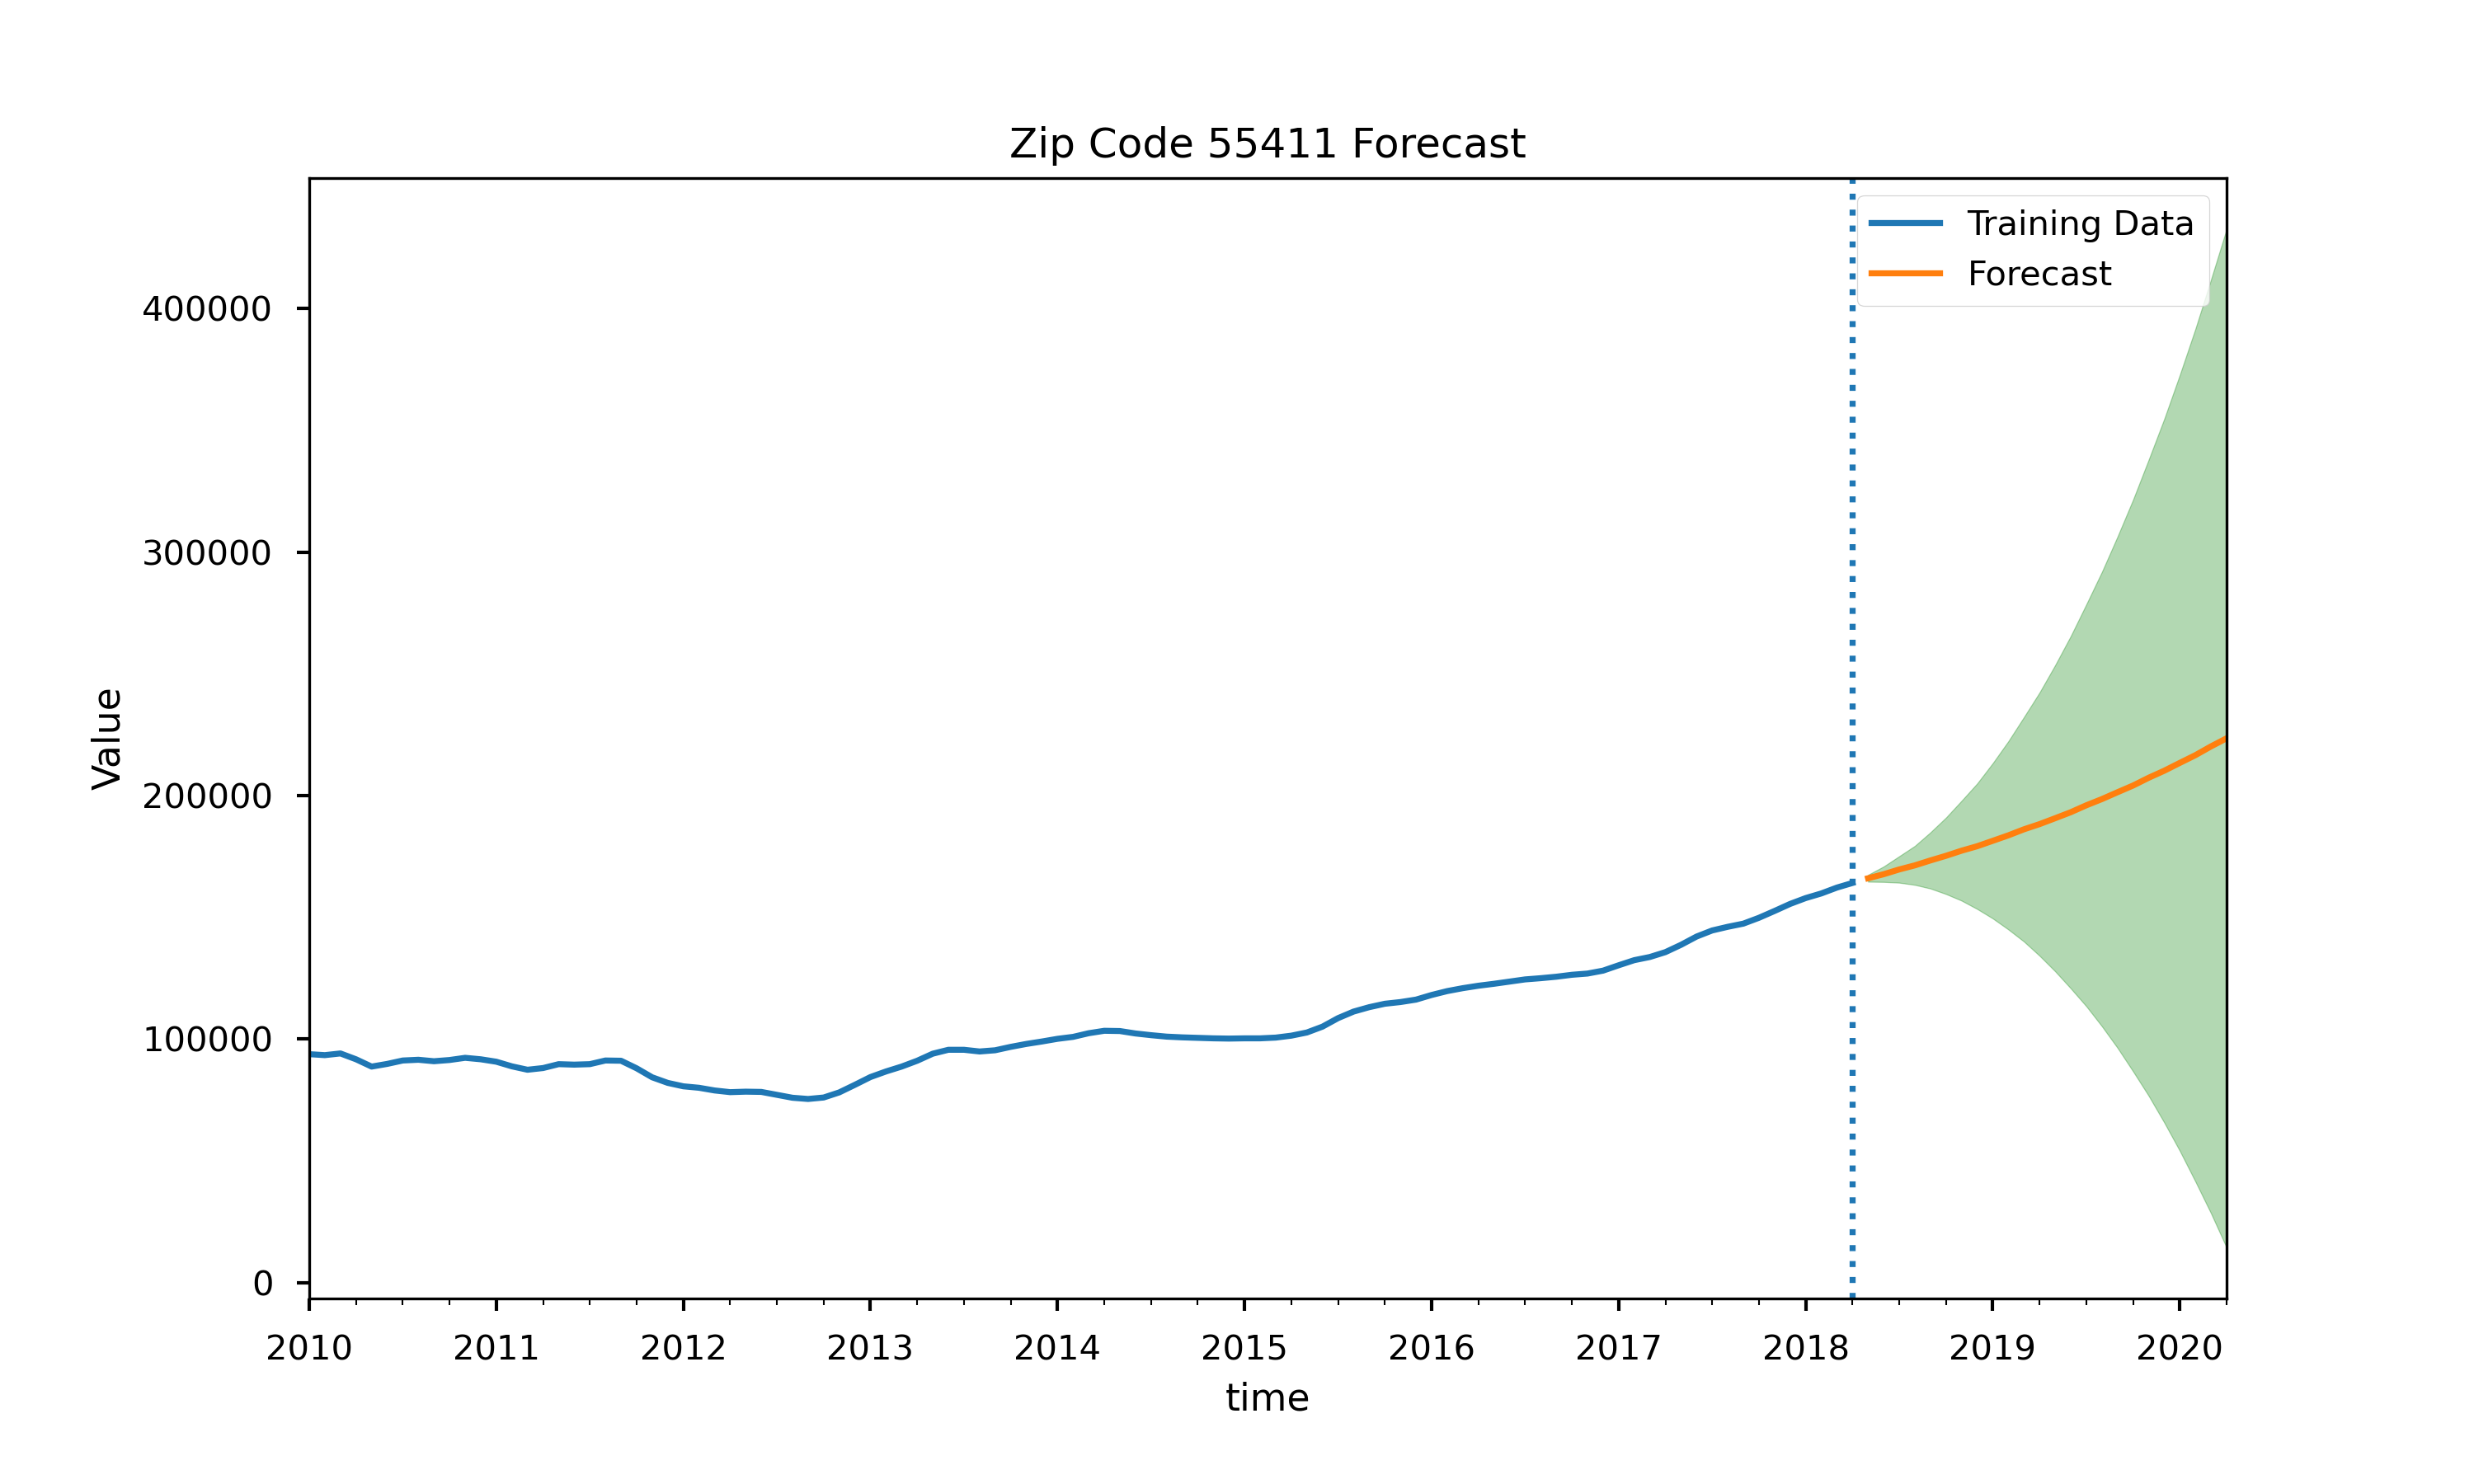 Zip Code 55411 Forecast
Training Data
Forecast
400000
300000
200000
100000
0
Value
2010 2011 2012 2013 2014 2015 2016 2017 2018 2019 2020
time